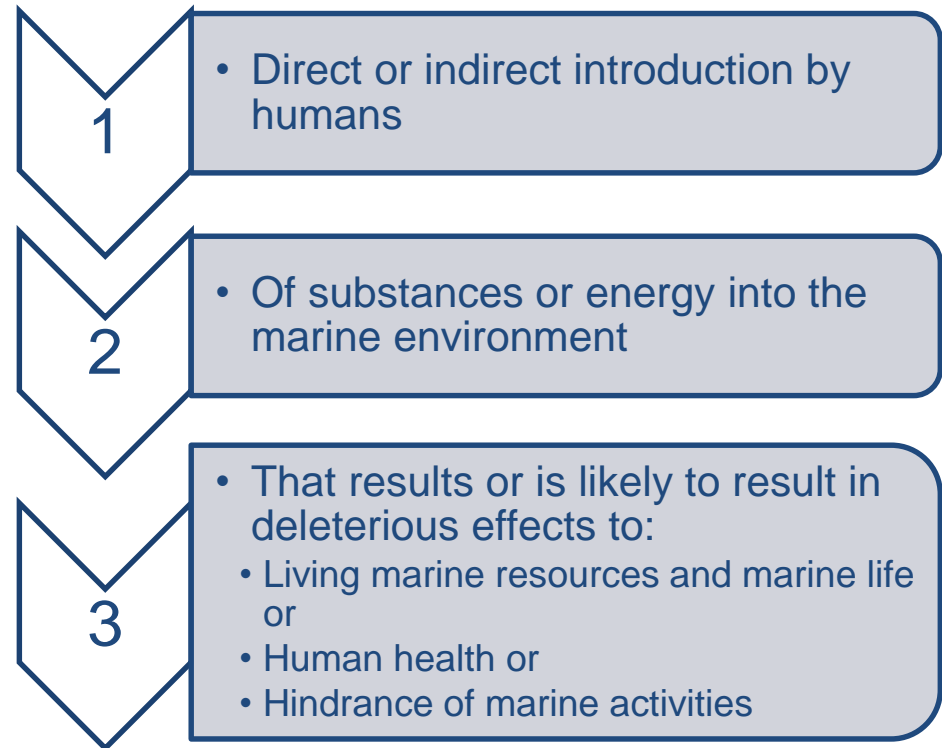 1
• Direct or indirect introduction by
humans
2
• Of substances or energy into the
marine environment
3
• That results or is likely to result in
deleterious effects to:
• Living marine resources and marine life
or
• Human health or
• Hindrance of marine activities